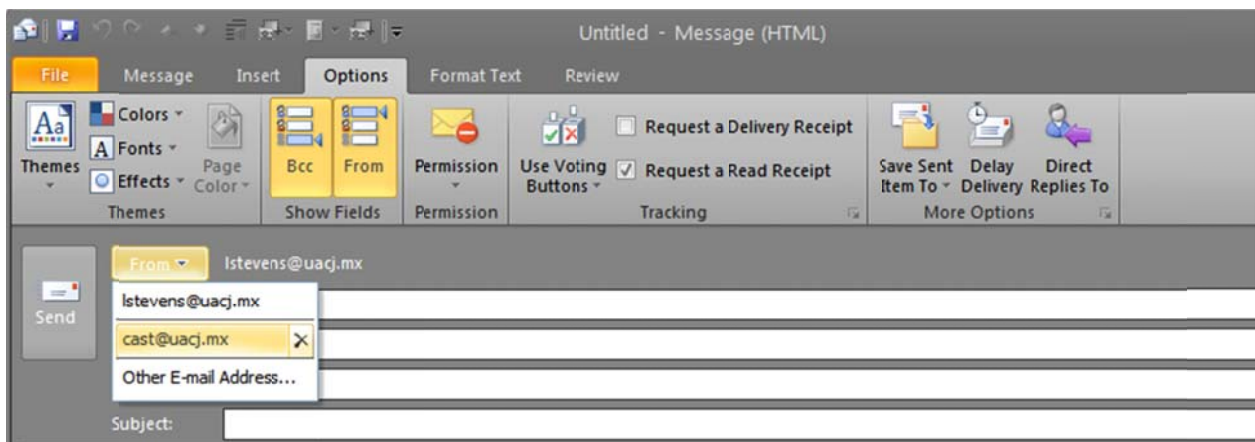 Untitled - Message (HTML)
File Message Insert Options Format Text Review
Aa Colors
A Fonts
Effects
Themes
Page Color
Themes
Bcc From
Show Fields
Permission
Permission
Use Voting Buttons
Request a Delivery Receipt
Request a Read Receipt
Tracking
Save Sent Item To
Delay Delivery
Direct Replies To
More Options
Send
From lstevens@uacj.mx
lstevens@uacj.mx
cast@uacj.mx
Other E-mail Address...
Subject: